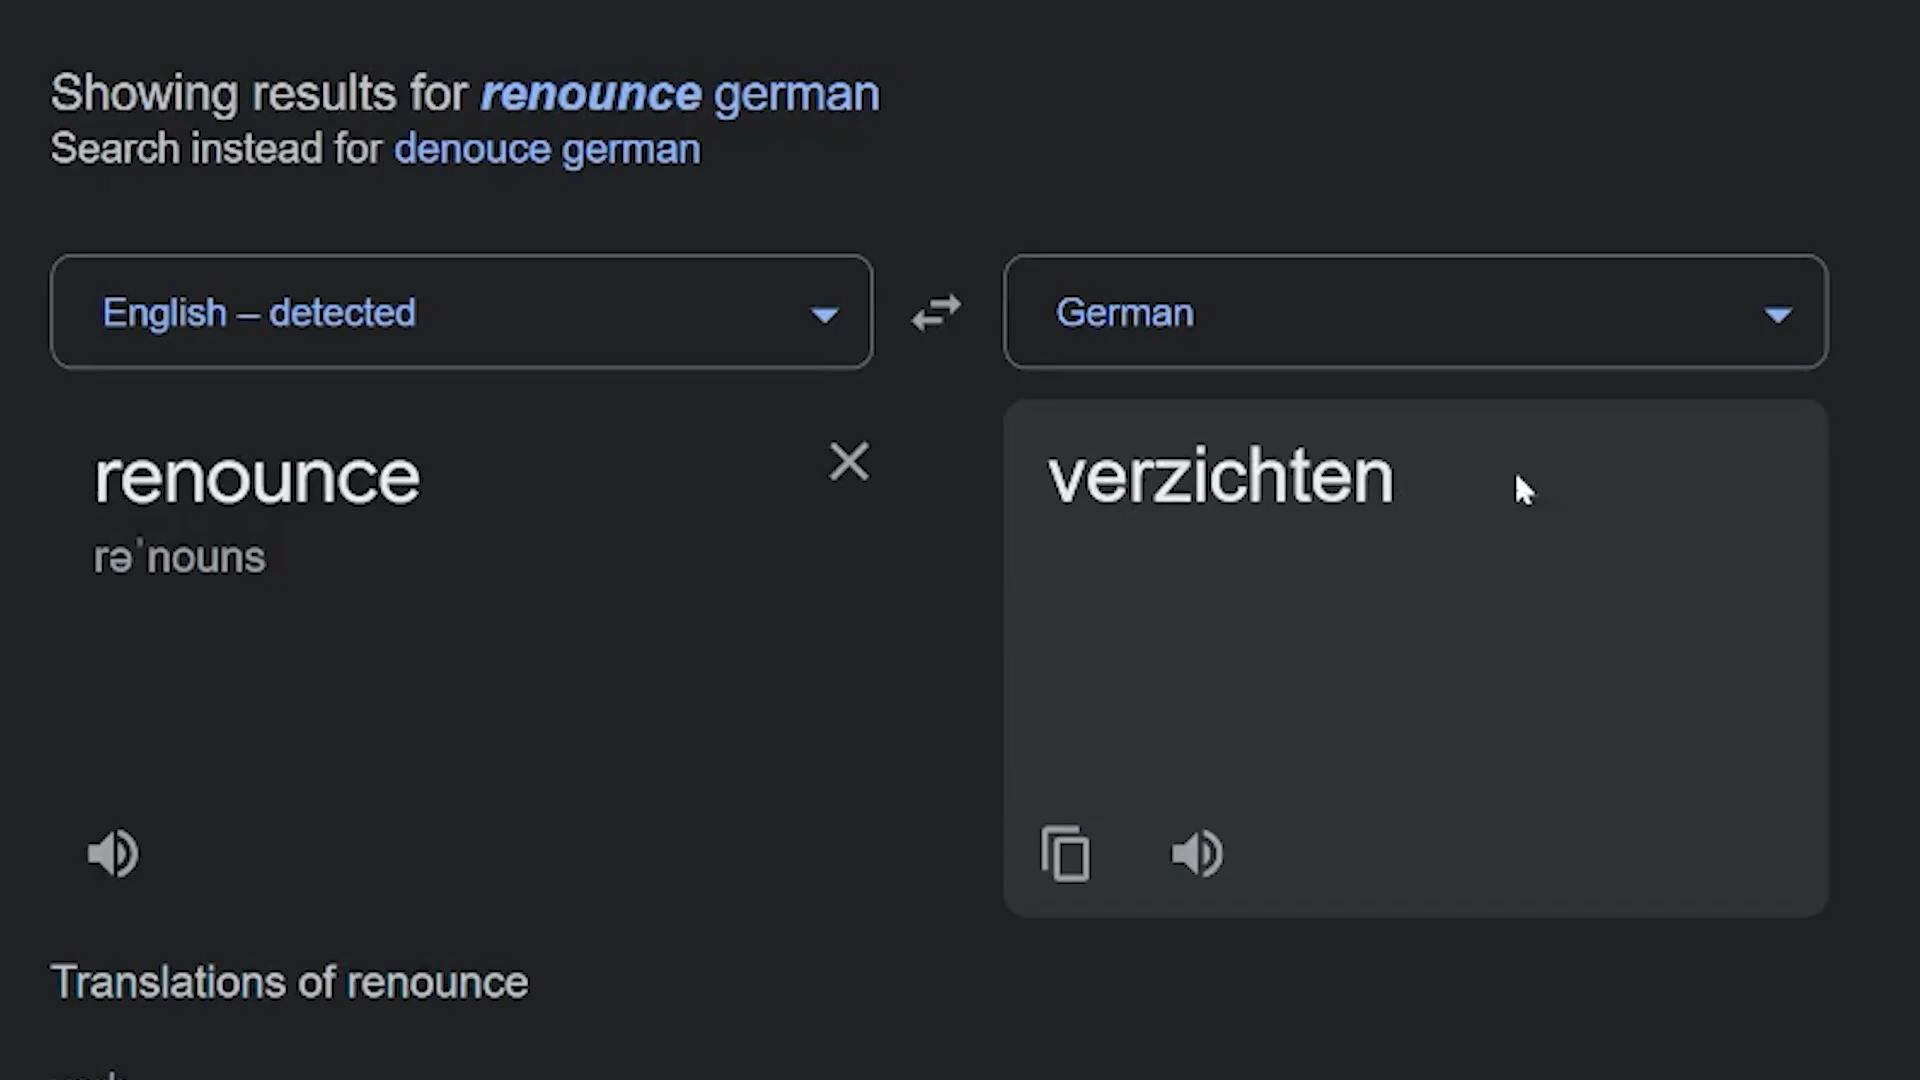 Showing results for renounce german
Search instead for denouce german
English – detected
German
renounce
verzichten
rəˈnouns
Translations of renounce